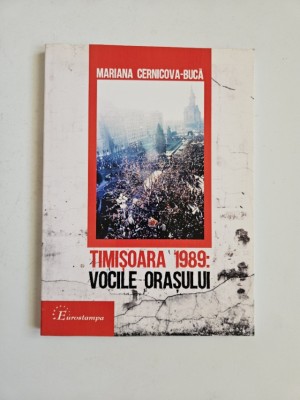 MARIANA CERNICOVA-BUCĂ
TIMIȘOARA 1989:
VOCILE ORAȘULUI
Eurostampa